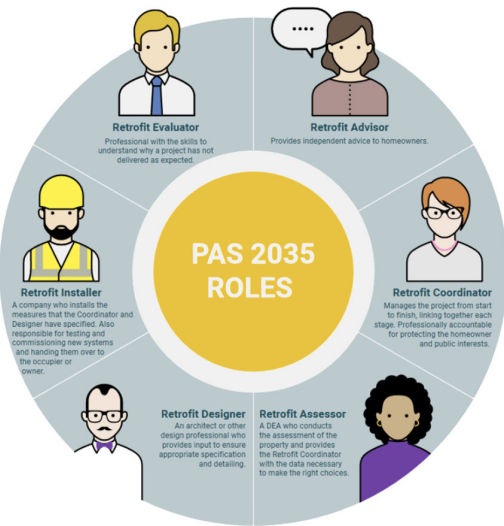 ....
Retrofit Evaluator
Professional with the skills to
understand why a project has not
delivered as expected.
Retrofit Advisor
Provides independent advice to homeowners.
Retrofit Coordinator
Manages the project from start
to finish, linking together each
stage. Professionally accountable
for protecting the homeowner
and public interests.
Retrofit Assessor
A DEA who conducts
the assessment of the
property and provides
the Retrofit Coordinator
with the data necessary
to make the right choices.
Retrofit Designer
An architect or other
design professional who
provides input to ensure
appropriate specification
and detailing.
Retrofit Installer
A company who installs the
measures that the Coordinator and
Designer have specified. Also
responsible for testing and
commissioning new systems
and handing them over to
the occupier or
owner.
PAS 2035
ROLES